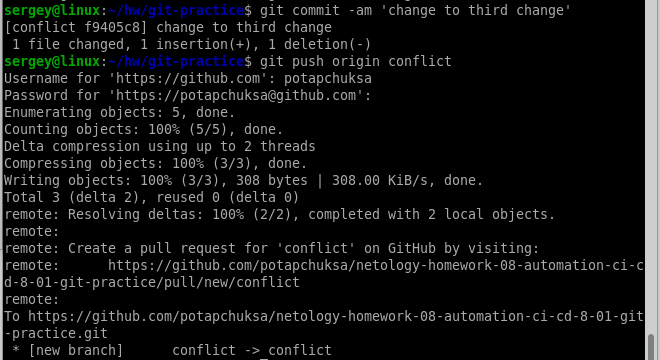 sergey@linux:~/hw/git-practice$ git commit -am 'change to third change'
[conflict f9405c8] change to third change
 1 file changed, 1 insertion(+), 1 deletion(-)
sergey@linux:~/hw/git-practice$ git push origin conflict
Username for 'https://github.com': potapchuksa
Password for 'https://potapchuksa@github.com':
Enumerating objects: 5, done.
Counting objects: 100% (5/5), done.
Delta compression using up to 2 threads
Compressing objects: 100% (3/3), done.
Writing objects: 100% (3/3), 308 bytes | 308.00 KiB/s, done.
Total 3 (delta 2), reused 0 (delta 0)
remote: Resolving deltas: 100% (2/2), completed with 2 local objects.
remote:
remote: Create a pull request for 'conflict' on GitHub by visiting:
remote:      https://github.com/potapchuksa/netology-homework-08-automation-ci-c
d-8-01-git-practice/pull/new/conflict
remote:
To https://github.com/potapchuksa/netology-homework-08-automation-ci-cd-8-01-git
-practice.git
 * [new branch]      conflict -> conflict